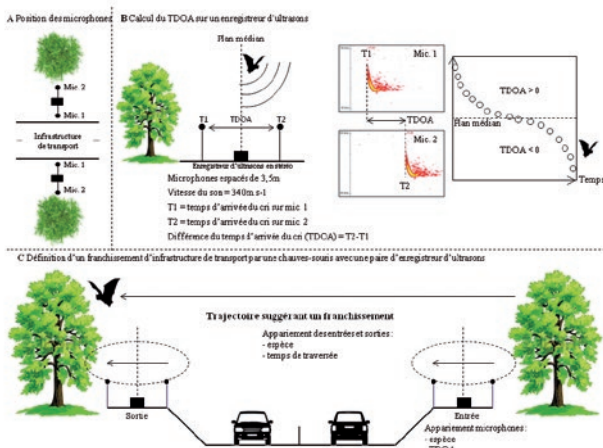 A Position des microphones
B Calcul du TDOA sur un enregistreur d'ultrasons
Mic. 2
Mic. 1
Infrastructure
de transport
Mic. 1
Mic. 2
Plan médian
T1
TDOA
T2
Enregistreur d'ultrasons en stéréo
Microphones espacés de 3,5m
Vitesse du son = 340m s-1
T1 = temps d'arrivée du cri sur mic 1
T2 = temps d'arrivée du cri sur mic 2
Différence du temps d'arrivée du cri (TDOA) = T2-T1
T1
Mic. 1
TDOA
Mic. 2
T2
TDOA > 0
Plan médian
TDOA < 0
Temps
C Définition d'un franchissement d'infrastructure de transport par une chauves-souris avec une paire d'enregistreur d'ultrasons
Trajectoire suggérant un franchissement
Appariement des entrées et sorties :
- espèce
- temps de traversée
Sortie
Entrée
Appariement microphones :
- espèce